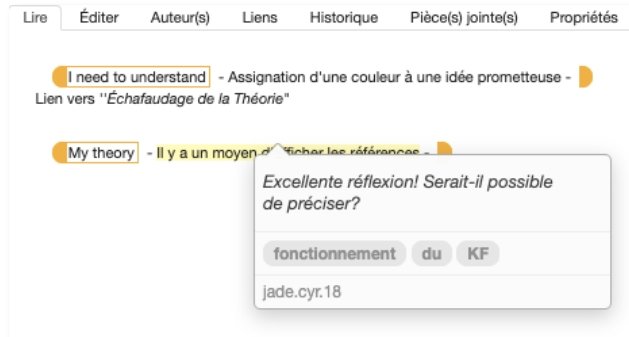 Lire Éditer Auteur(s) Liens Historique Pièce(s) jointe(s) Propriétés
I need to understand - Assignation d'une couleur à une idée prometteuse -
Lien vers ''Échafaudage de la Théorie"
My theory - Il y a un moyen d'afficher les références -
Excellente réflexion! Serait-il possible
de préciser?
fonctionnement du KF
jade.cyr.18